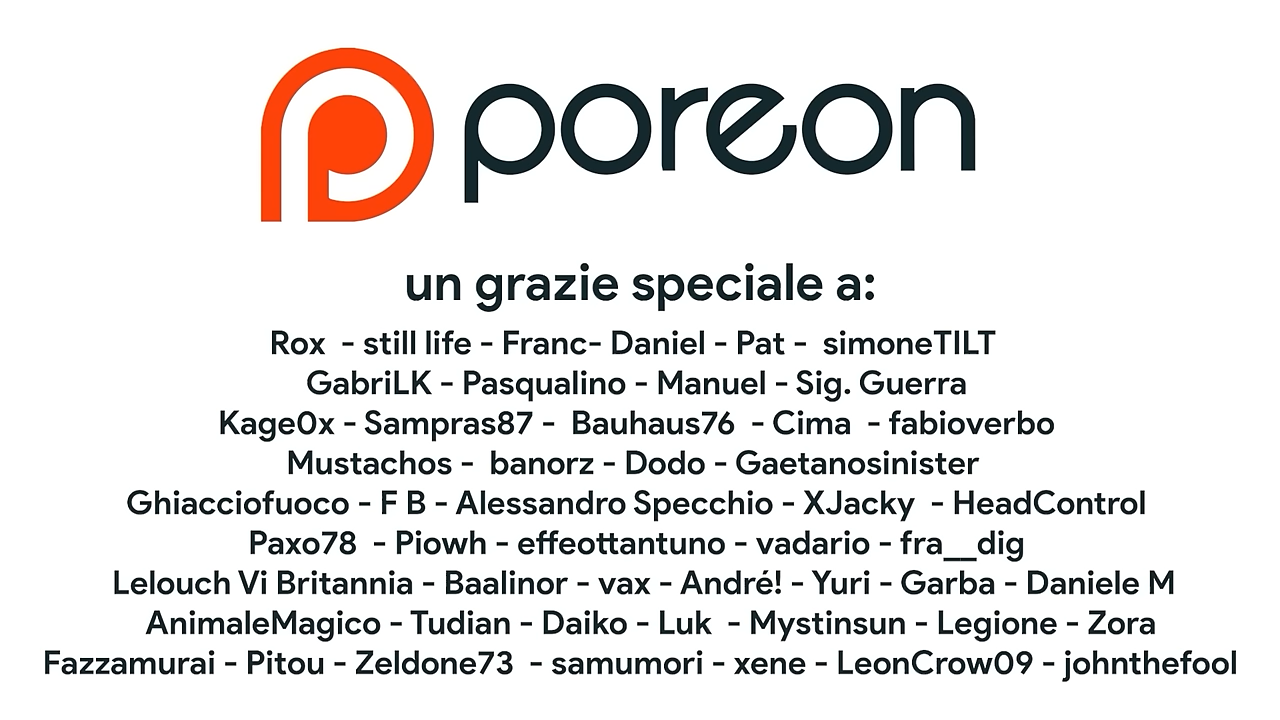 poreon
un grazie speciale a:
Rox - still life - Franc- Daniel - Pat - simoneTILT
GabriLK - Pasqualino - Manuel - Sig. Guerra
Kage0x - Sampras87 - Bauhaus76 - Cima - fabioverbo
Mustachos - banorz - Dodo - Gaetanosinister
Ghiacciofuoco - F B - Alessandro Specchio - XJacky - HeadControl
Paxo78 - Piowh - effeottantuno - vadario - fra__dig
Lelouch Vi Britannia - Baalinor - vax - André! - Yuri - Garba - Daniele M
AnimaleMagico - Tudian - Daiko - Luk - Mystinsun - Legione - Zora
Fazzamurai - Pitou - Zeldone73 - samumori - xene - LeonCrow09 - johnthefool